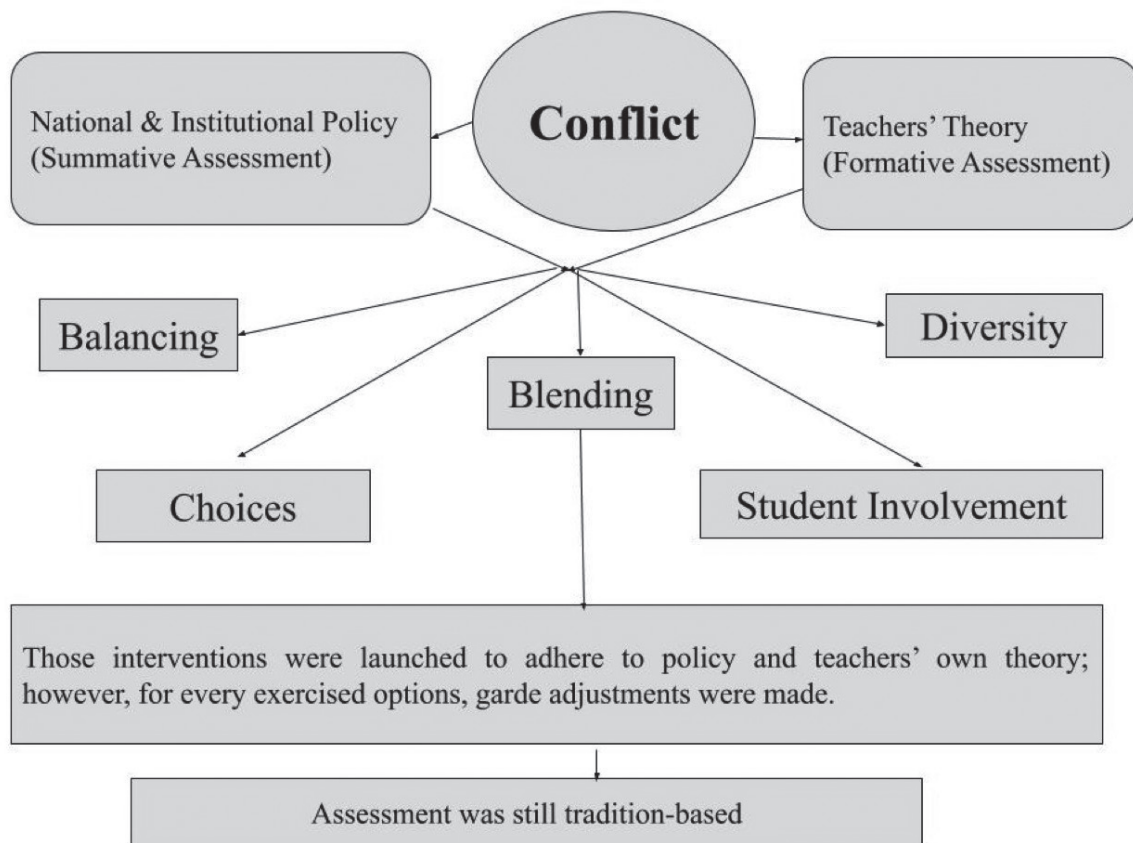 Conflict
National & Institutional Policy
(Summative Assessment)
Teachers’ Theory
(Formative Assessment)
Balancing
Diversity
Blending
Choices
Student Involvement
Those interventions were launched to adhere to policy and teachers’ own theory;
however, for every exercised options, garde adjustments were made.
Assessment was still tradition-based